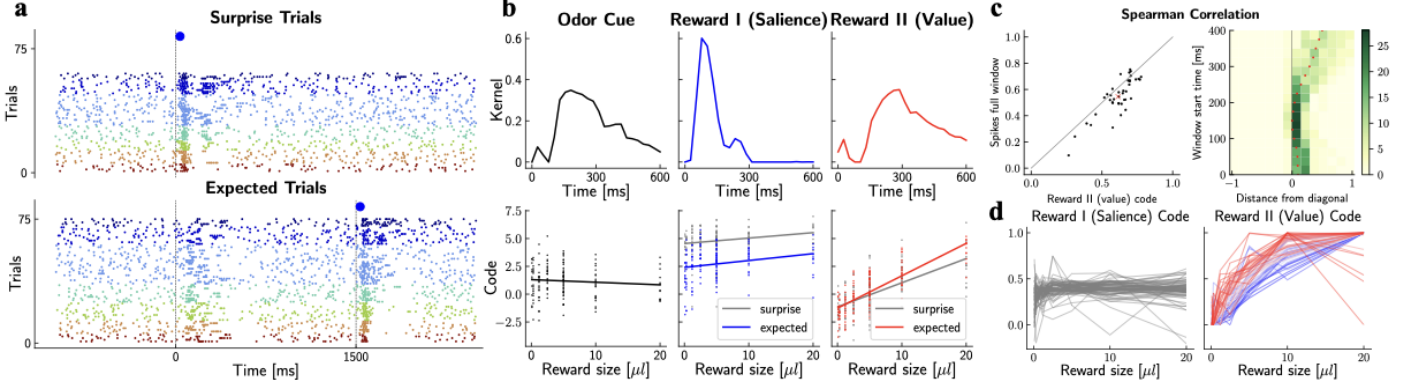 a
Surprise Trials
75
Trials
0
Expected Trials
75
Trials
0
0
1500
Time [ms]
b
Odor Cue
Reward I (Salience)
Reward II (Value)
0.6
0.4
0.2
0
Kernel
0
300
600
Time [ms]
0
300
600
Time [ms]
0
300
600
Time [ms]
7.5
5.0
2.5
0.0
−2.5
Code
0
10
20
Reward size [μl]
surprise
expected
0
10
20
Reward size [μl]
surprise
expected
0
10
20
Reward size [μl]
c
Spearman Correlation
1.0
0.8
0.6
0.4
0.2
0.0
Spikes full window
0.0
0.5
1.0
Reward II (value) code
400
300
200
100
0
Window start time [ms]
−1
0
1
Distance from diagonal
25
20
15
10
5
0
d
Reward I (Salience) Code
Reward II (Value) Code
1.0
0.5
0.0
0
5
10
15
20
Reward size [μl]
0
5
10
15
20
Reward size [μl]